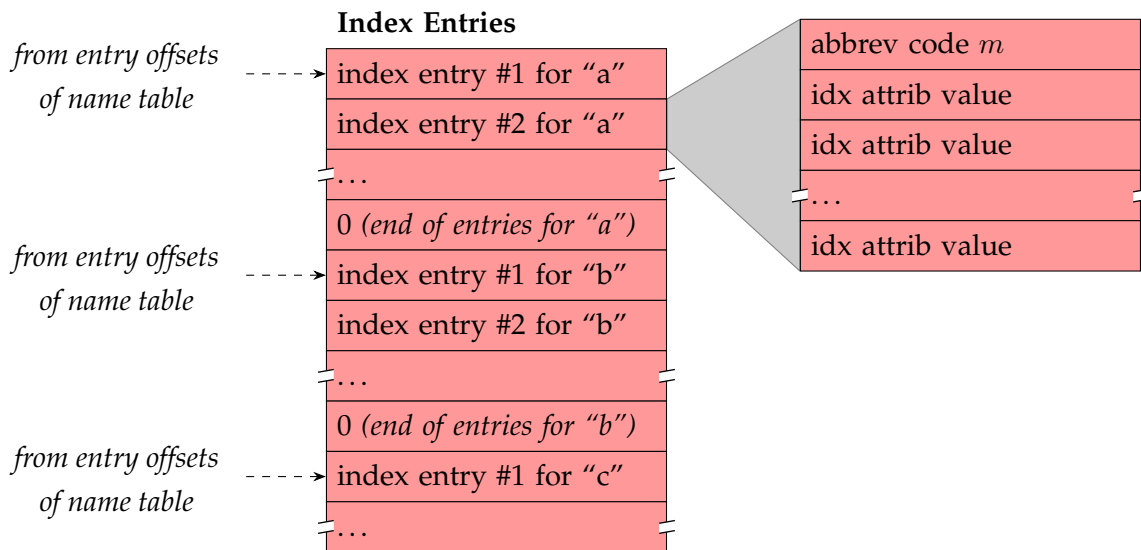 Index Entries
from entry offsets
of name table
index entry #1 for “a”
index entry #2 for “a”
...
0 (end of entries for “a”)
from entry offsets
of name table
index entry #1 for “b”
index entry #2 for “b”
...
0 (end of entries for “b”)
from entry offsets
of name table
index entry #1 for “c”
...
abbrev code m
idx attrib value
idx attrib value
...
idx attrib value